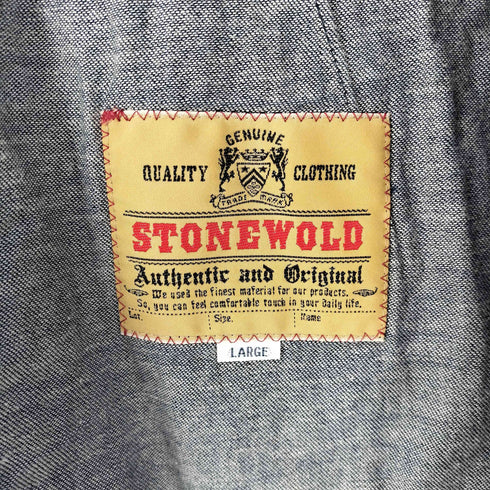 GENUINE
QUALITY CLOTHING
TRADE MARK
STONEWOLD
Authentic and Original
We used the finest material for our products.
So, you can feel comfortable touch in your daily life.
Lot. Size. Name
LARGE